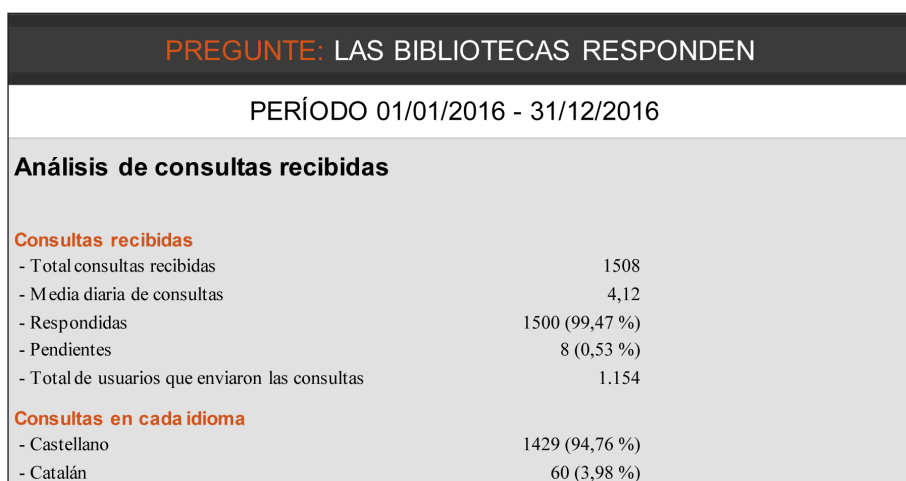 PREGUNTE: LAS BIBLIOTECAS RESPONDEN
PERÍODO 01/01/2016 - 31/12/2016
Análisis de consultas recibidas
Consultas recibidas
- Total consultas recibidas 1508
- Media diaria de consultas 4,12
- Respondidas 1500 (99,47 %)
- Pendientes 8 (0,53 %)
- Total de usuarios que enviaron las consultas 1.154
Consultas en cada idioma
- Castellano 1429 (94,76 %)
- Catalán 60 (3,98 %)